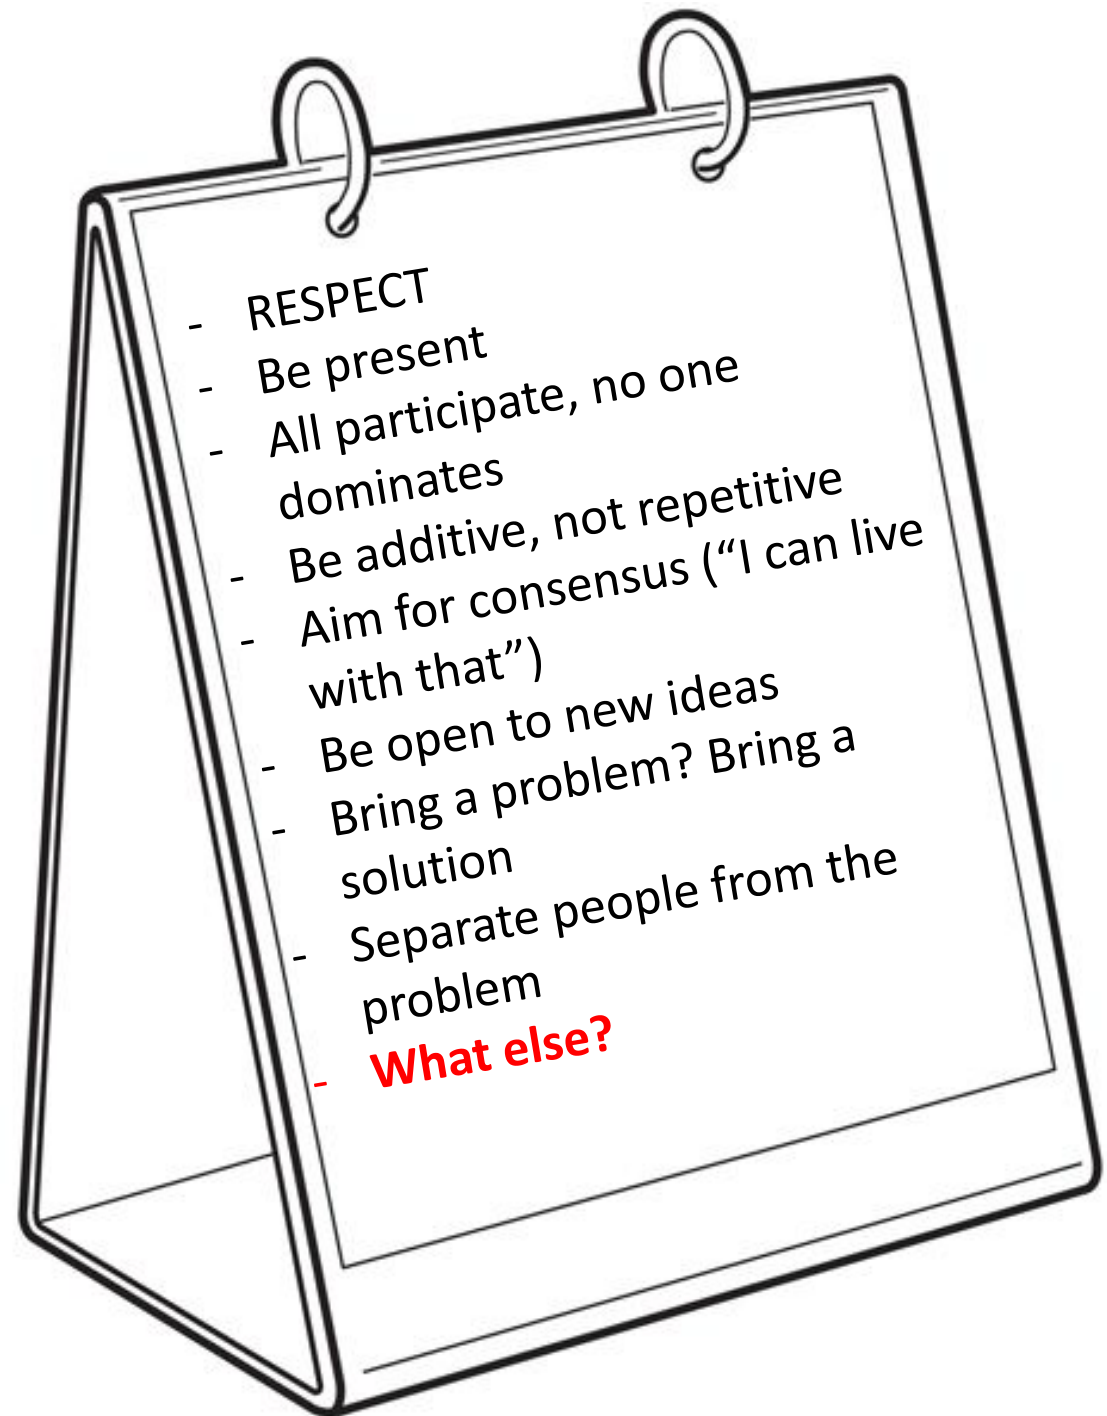 - RESPECT
- Be present
- All participate, no one
dominates
- Be additive, not repetitive
- Aim for consensus (“I can live
with that”)
- Be open to new ideas
- Bring a problem? Bring a
solution
- Separate people from the
problem
- What else?